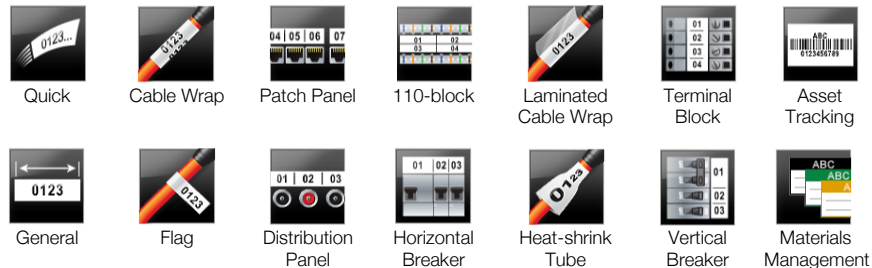 0123...
0123
0123
04 05 06 07
01 02
03 04
0123
01
02
03
04
ABC
0123456789
Quick
Cable Wrap
Patch Panel
110-block
Laminated
Cable Wrap
Terminal
Block
Asset
Tracking
0123
0123
01 02 03
01 02 03
0123
01
02
03
ABC
ABC
A
General
Flag
Distribution
Panel
Horizontal
Breaker
Heat-shrink
Tube
Vertical
Breaker
Materials
Management